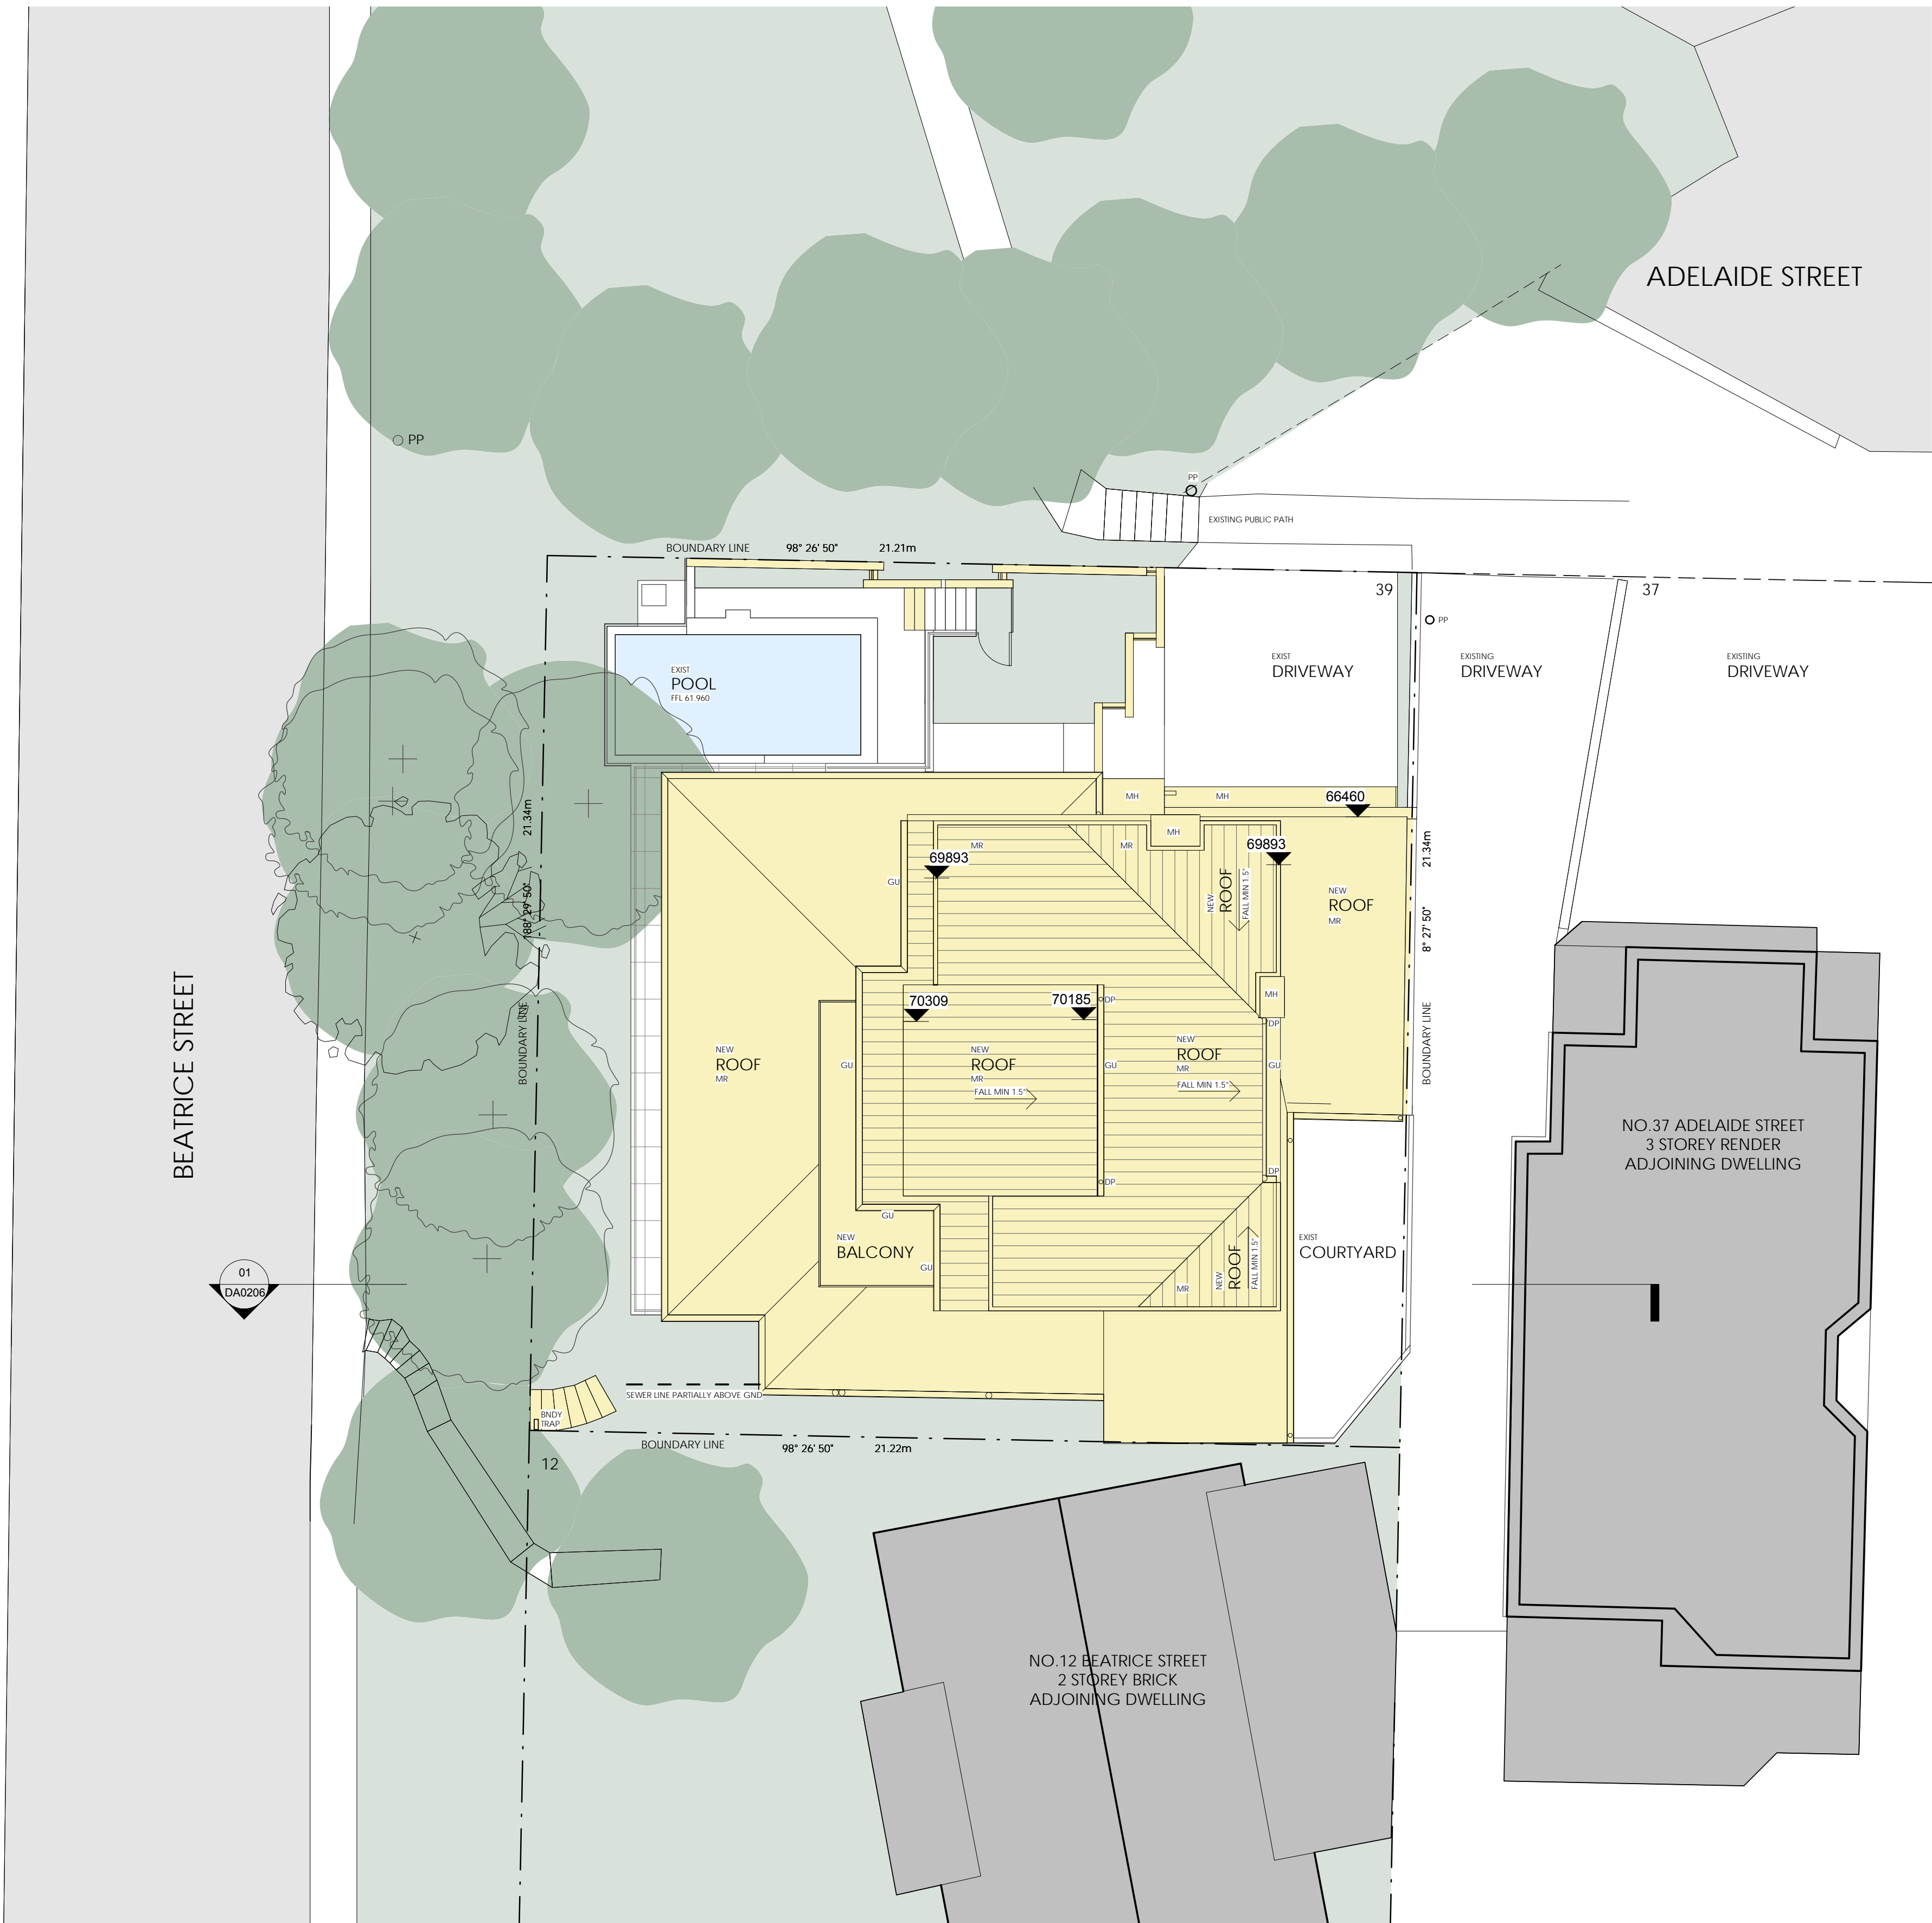 ADELAIDE STREET
PP
PP
EXISTING PUBLIC PATH
BOUNDARY LINE 98° 26' 50" 21.21m
39
37
PP
EXIST
POOL
FFL 61.960
EXIST
DRIVEWAY
EXISTING
DRIVEWAY
EXISTING
DRIVEWAY
MH
MH
66460
MH
69893
69893
MR
MR
GU
NEW
ROOF
FALL MIN 1.5°
NEW
ROOF
MR
BOUNDARY LINE 188° 29' 50" 21.34m
BOUNDARY LINE 8° 27' 50" 21.34m
BEATRICE STREET
70309
70185
DP
MH
DP
NEW
ROOF
MR
GU
NEW
ROOF
MR
FALL MIN 1.5°
GU
NEW
ROOF
MR
FALL MIN 1.5°
GU
NO.37 ADELAIDE STREET
3 STOREY RENDER
ADJOINING DWELLING
DP
DP
GU
NEW
BALCONY
GU
MR
NEW
ROOF
FALL MIN 1.5°
EXIST
COURTYARD
01
DA0206
SEWER LINE PARTIALLY ABOVE GND
BNDY
TRAP
BOUNDARY LINE 98° 26' 50" 21.22m
12
NO.12 BEATRICE STREET
2 STOREY BRICK
ADJOINING DWELLING